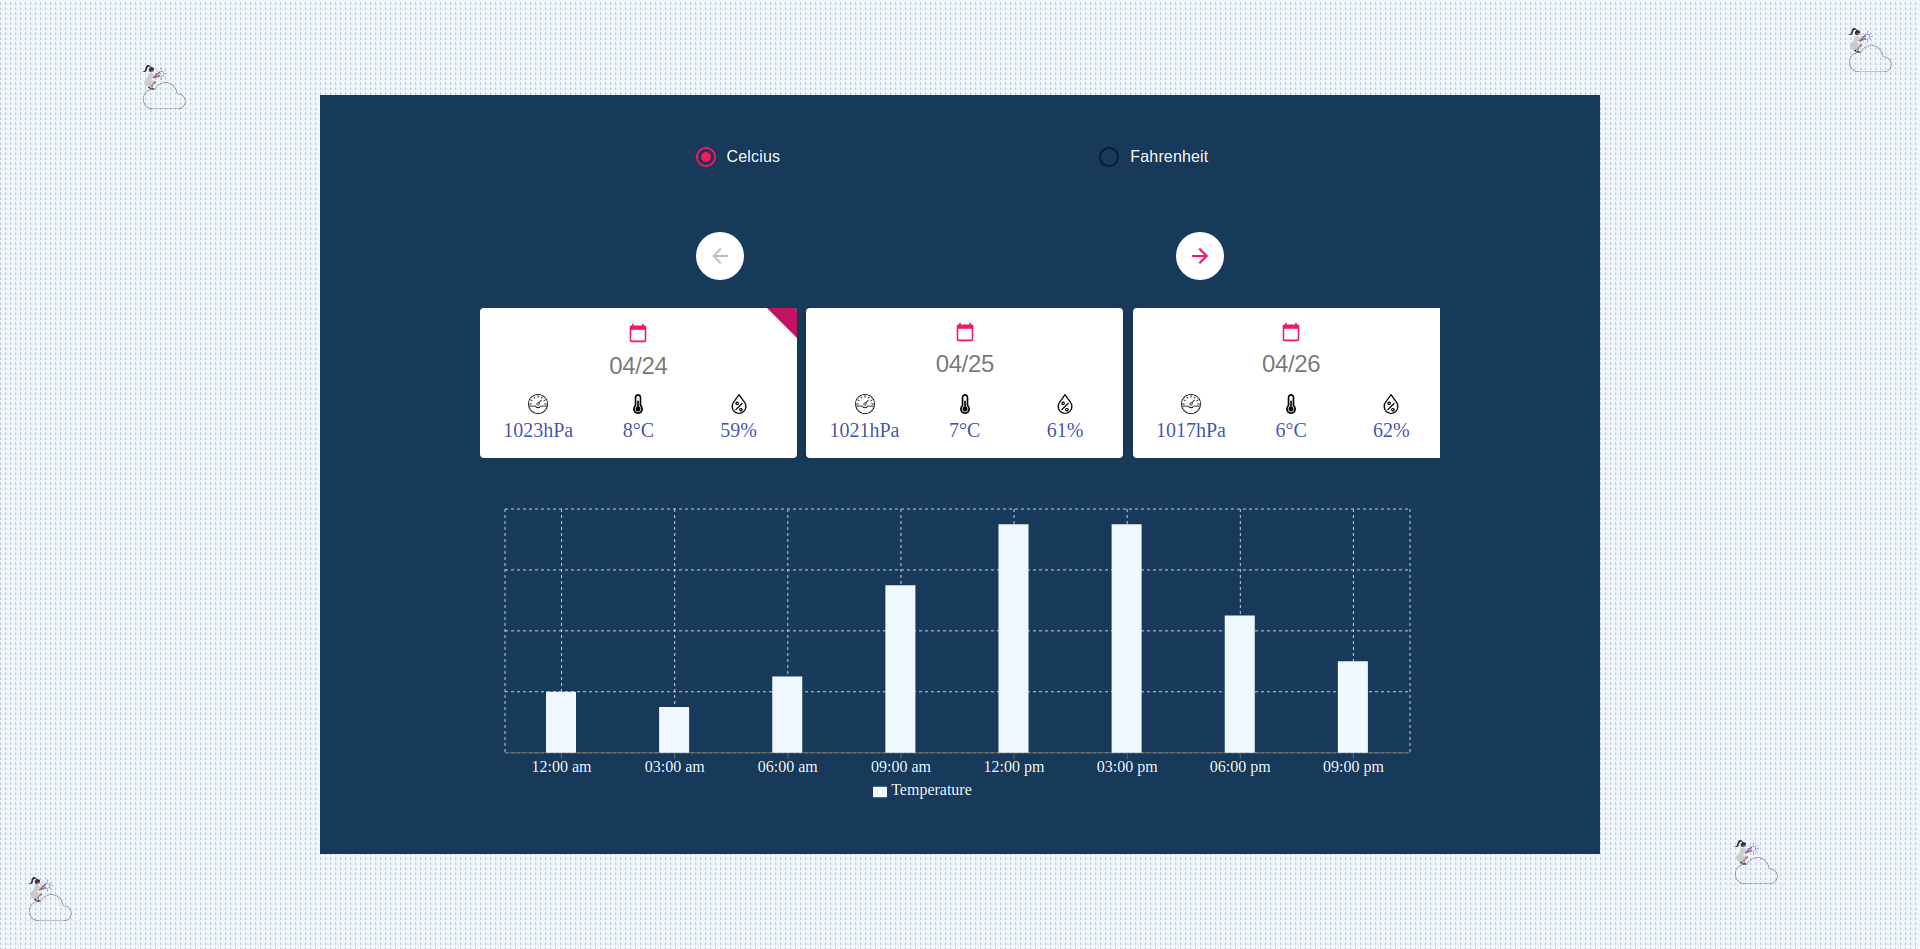 Celcius Fahrenheit
04/24 04/25 04/26
1023hPa 8°C 59% 1021hPa 7°C 61% 1017hPa 6°C 62%
12:00 am 03:00 am 06:00 am 09:00 am 12:00 pm 03:00 pm 06:00 pm 09:00 pm
Temperature